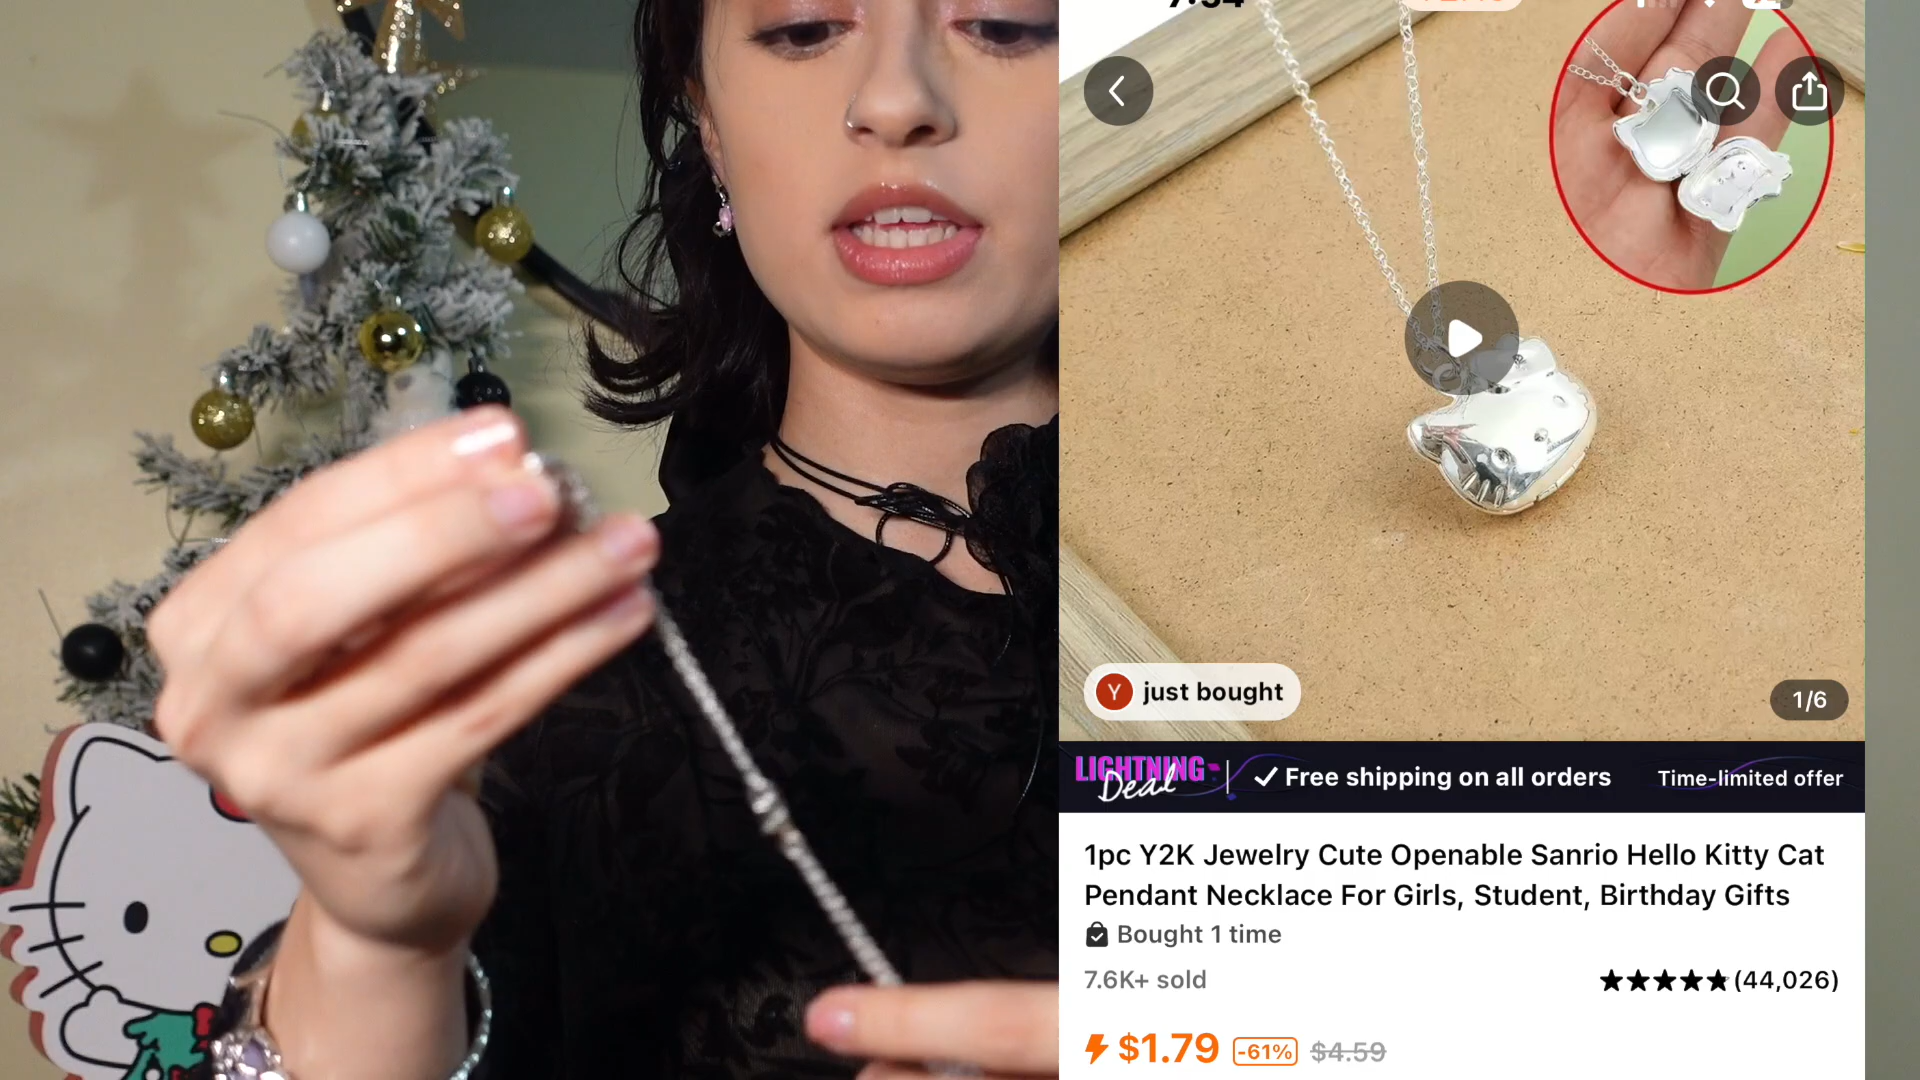 Y just bought
1/6
LIGHTNING
Deal
Free shipping on all orders
Time-limited offer
1pc Y2K Jewelry Cute Openable Sanrio Hello Kitty Cat
Pendant Necklace For Girls, Student, Birthday Gifts
Bought 1 time
7.6K+ sold
(44,026)
$1.79 -61% $4.59